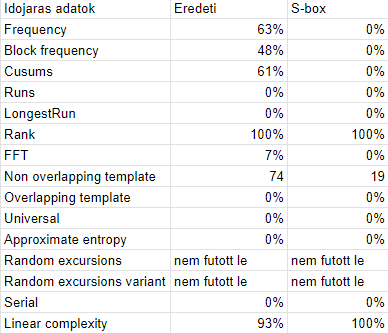 Idojaras adatok Eredeti S-box
Frequency 63% 0%
Block frequency 48% 0%
Cusums 61% 0%
Runs 0% 0%
LongestRun 0% 0%
Rank 100% 100%
FFT 7% 0%
Non overlapping template 74 19
Overlapping template 0% 0%
Universal 0% 0%
Approximate entropy 0% 0%
Random excursions nem futott le nem futott le
Random excursions variant nem futott le nem futott le
Serial 0% 0%
Linear complexity 93% 100%